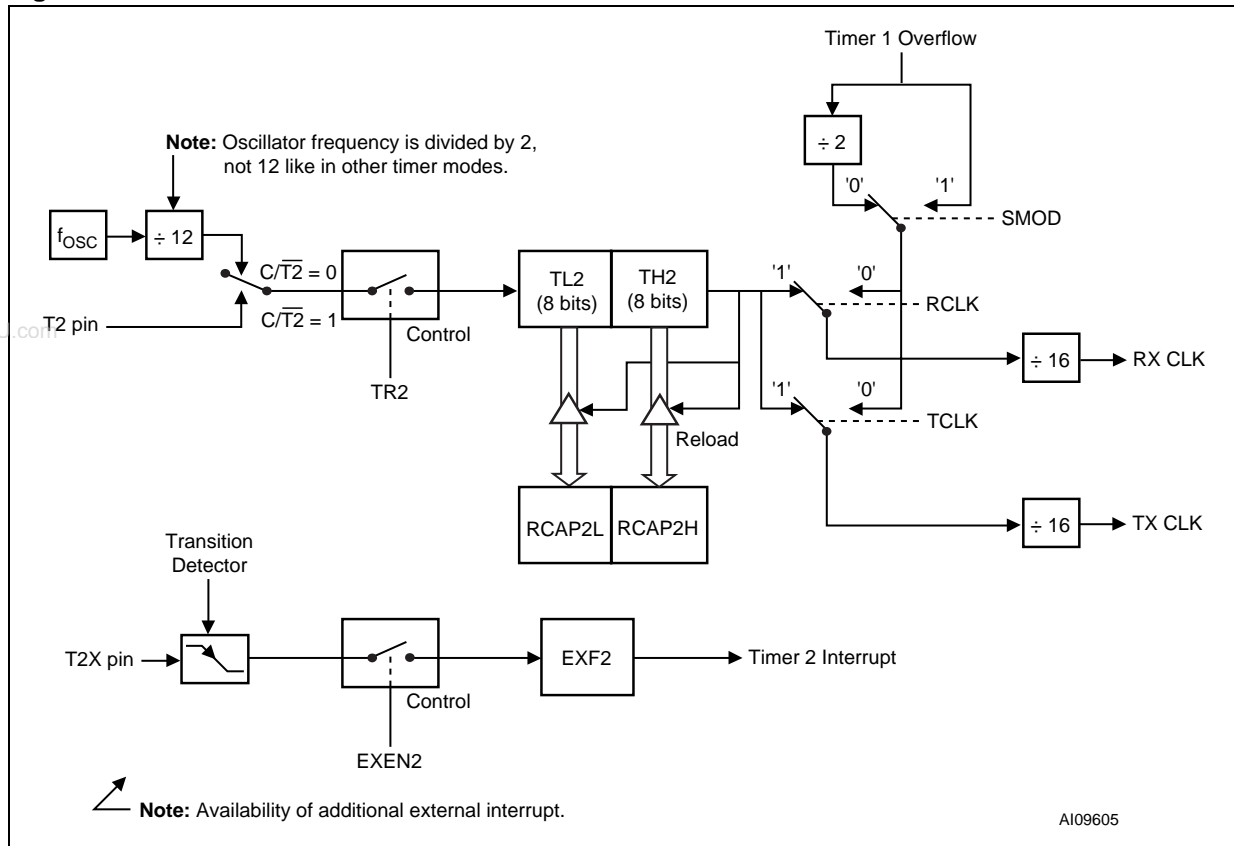 Timer 1 Overflow
÷ 2
Note: Oscillator frequency is divided by 2,
not 12 like in other timer modes.
'0'
'1'
SMOD
fOSC
÷ 12
C/T2 = 0
C/T2 = 1
T2 pin
Control
TR2
TL2
(8 bits)
TH2
(8 bits)
'1'
'0'
RCLK
÷ 16
RX CLK
'1'
'0'
TCLK
Reload
RCAP2L
RCAP2H
÷ 16
TX CLK
Transition
Detector
T2X pin
Control
EXEN2
EXF2
Timer 2 Interrupt
Note: Availability of additional external interrupt.
AI09605